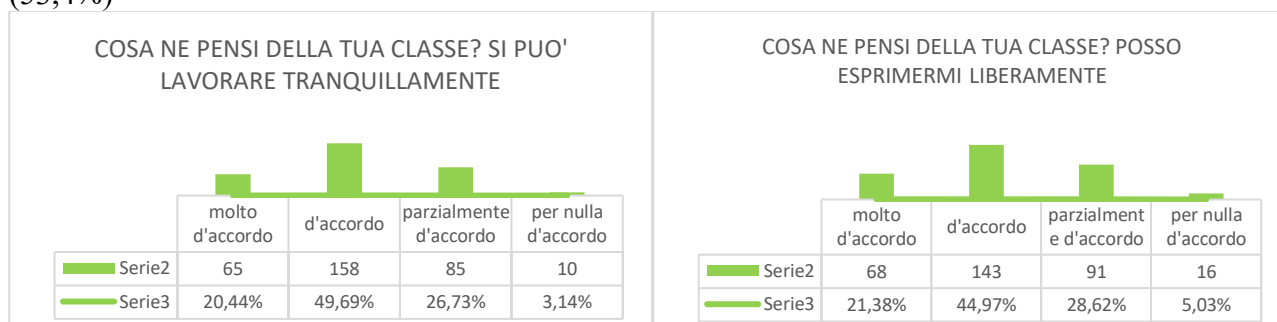 (55,4%)
COSA NE PENSI DELLA TUA CLASSE? SI PUO'
LAVORARE TRANQUILLAMENTE
molto
d'accordo
d'accordo
parzialmente
d'accordo
per nulla
d'accordo
Serie2 65 158 85 10
Serie3 20,44% 49,69% 26,73% 3,14%
COSA NE PENSI DELLA TUA CLASSE? POSSO
ESPRIMERMI LIBERAMENTE
molto
d'accordo
d'accordo
parzialment
e d'accordo
per nulla
d'accordo
Serie2 68 143 91 16
Serie3 21,38% 44,97% 28,62% 5,03%